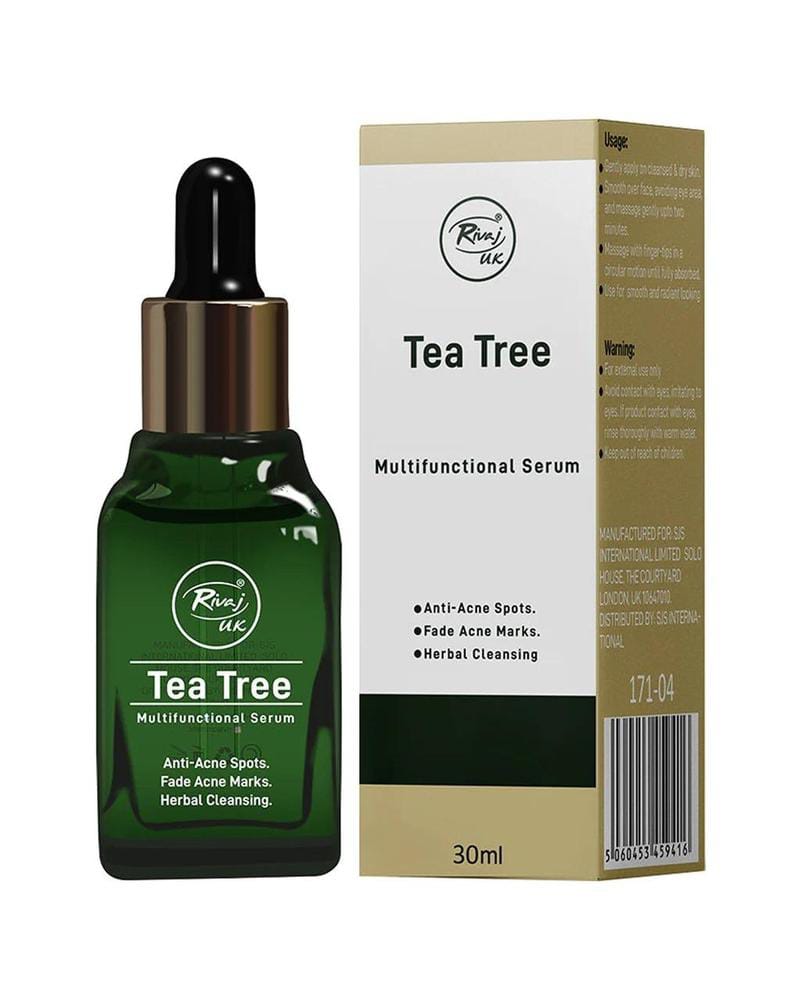 Rivaj®
UK
Tea Tree
Multifunctional Serum
Anti-Acne Spots.
Fade Acne Marks.
Herbal Cleansing.
Rivaj®
UK
Tea Tree
Multifunctional Serum
●Anti-Acne Spots.
●Fade Acne Marks.
●Herbal Cleansing
30ml
Usage:
●Gently apply on cleansed & dry skin.
●Smooth over face, avoiding eye area
and massage gently upto two
minutes.
●Massage with finger-tips in a
circular motion until fully absorbed.
●Use for smooth and radiant looking
Warning:
●For external use only
●Avoid contact with eyes, irritating to
eyes. If product contact with eyes,
rinse thoroughly with warm water.
●Keep out of reach of children.
MANUFACTURED FOR: SJS
INTERNATIONAL LIMITED SOLO
HOUSE, THE COURTYARD
LONDON, UK 10647010.
DISTRIBUTED BY: SJS INTERNA-
TIONAL
171-04
5 060453 459416